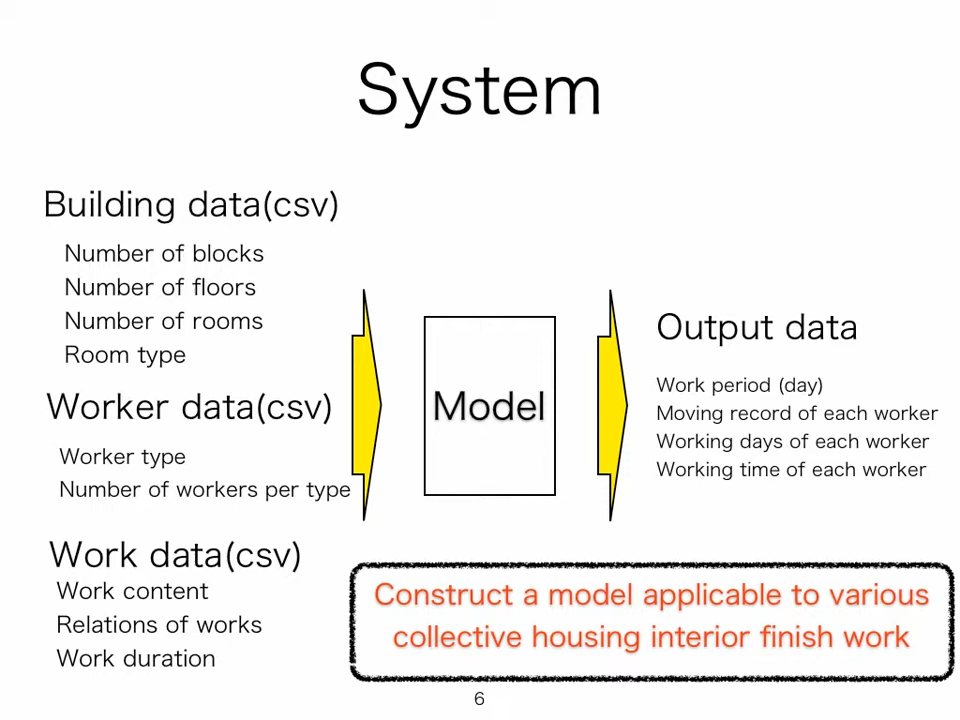 System
Building data(csv)
Number of blocks
Number of floors
Number of rooms
Room type
Worker data(csv)
Worker type
Number of workers per type
Work data(csv)
Work content
Relations of works
Work duration
Model
Output data
Work period (day)
Moving record of each worker
Working days of each worker
Working time of each worker
Construct a model applicable to various
collective housing interior finish work
6